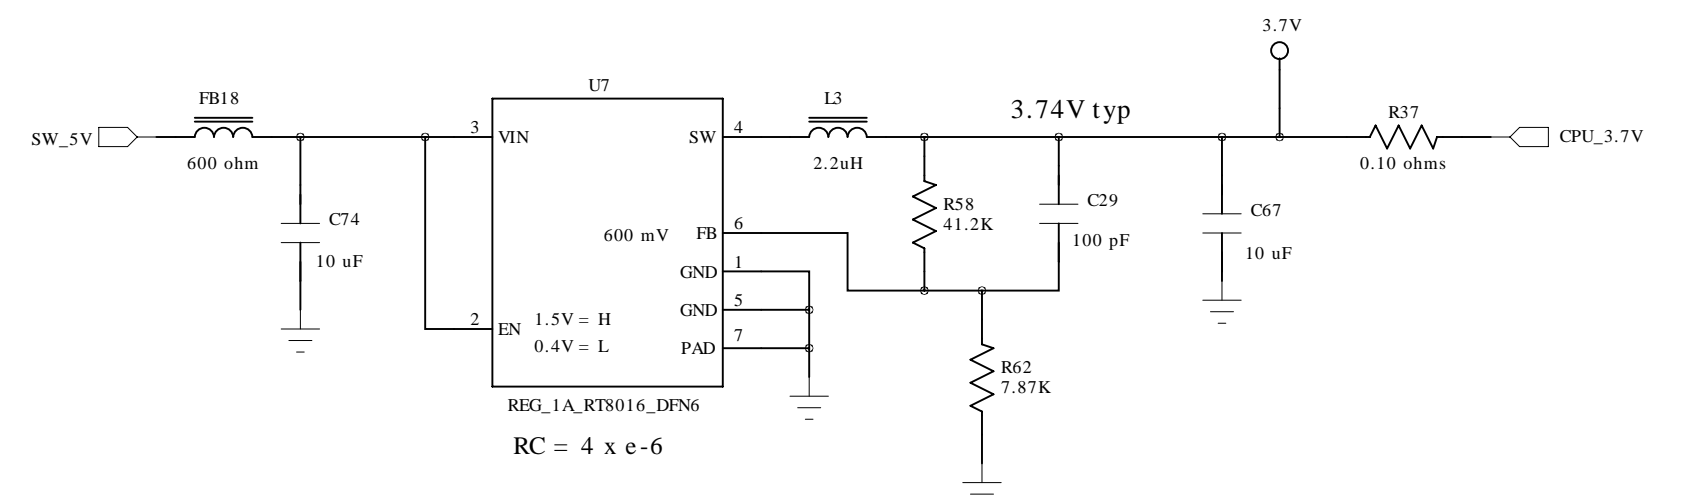 3.7V
U7
FB18
L3
3.74V typ
R37
SW_5V
3
VIN
SW
4
CPU_3.7V
600 ohm
2.2uH
0.10 ohms
C74
R58
41.2K
C29
C67
600 mV
FB
6
100 pF
10 uF
10 uF
GND
1
GND
5
2
EN
1.5V = H
0.4V = L
PAD
7
R62
7.87K
REG_1A_RT8016_DFN6
RC = 4 x e-6